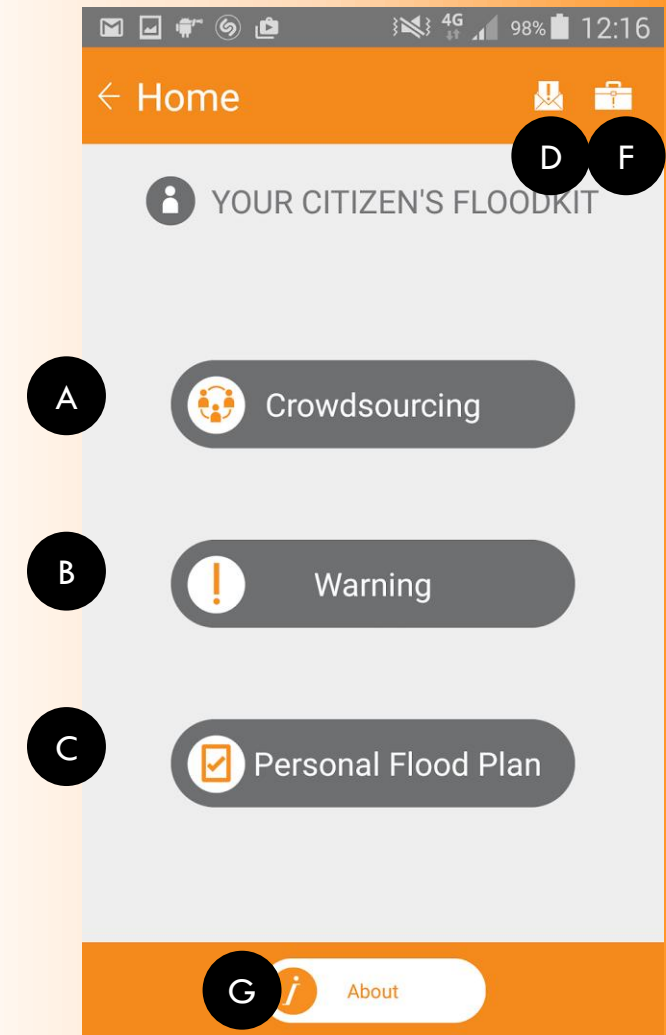 4G 98% 12:16
Home
D F
YOUR CITIZEN'S FLOODKIT
A Crowdsourcing
B Warning
C Personal Flood Plan
G i About